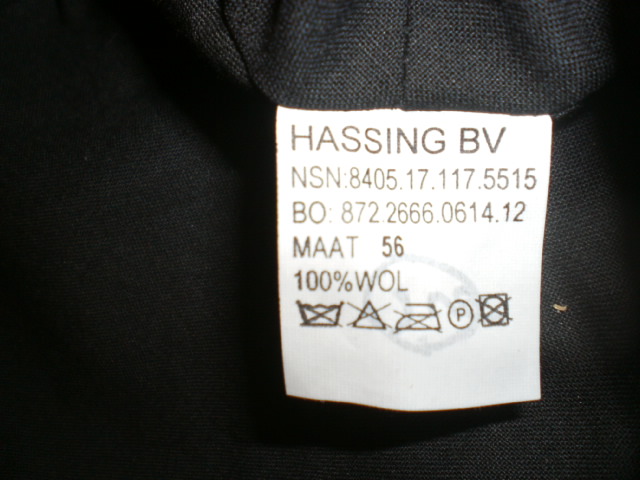 HASSING BV
NSN:8405.17.117.5515
BO: 872.2666.0614.12
MAAT 56
100%WOL
P